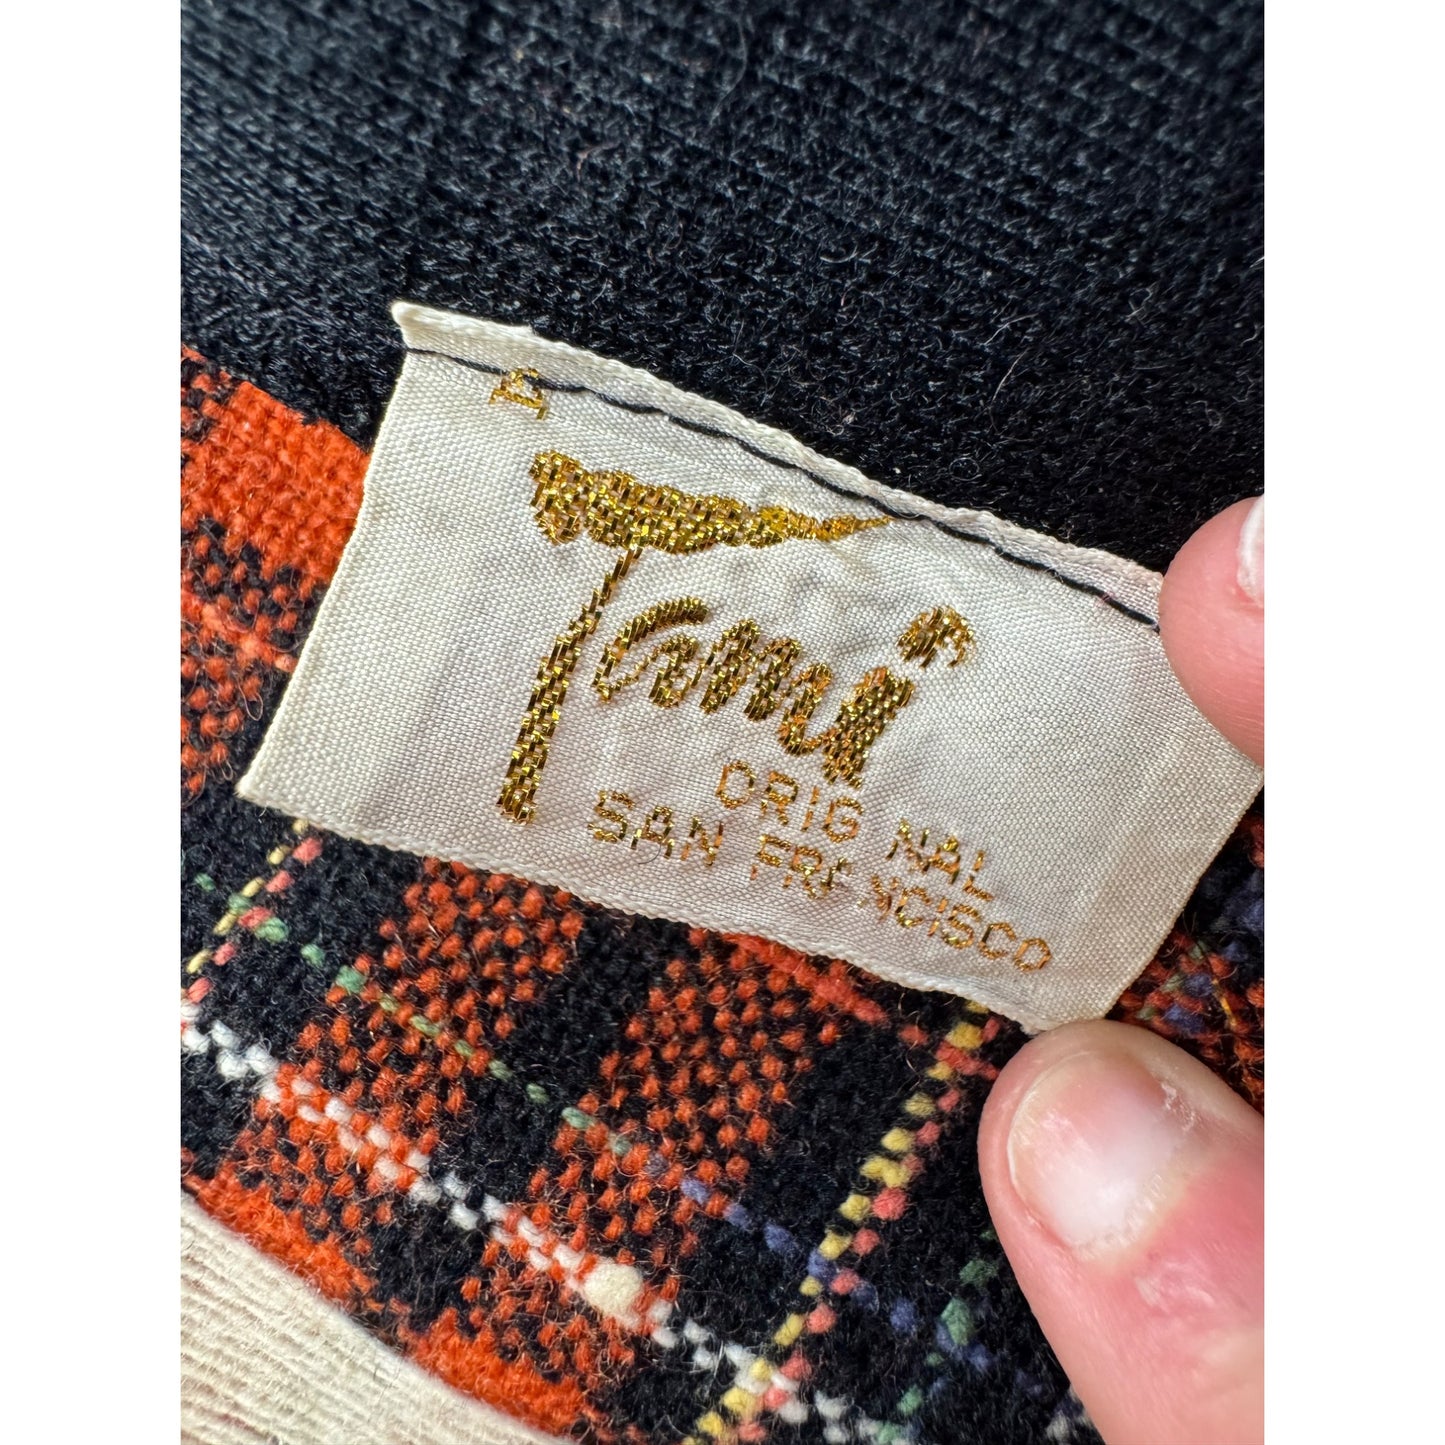 A
Tami
ORIGINAL
SAN FRANCISCO